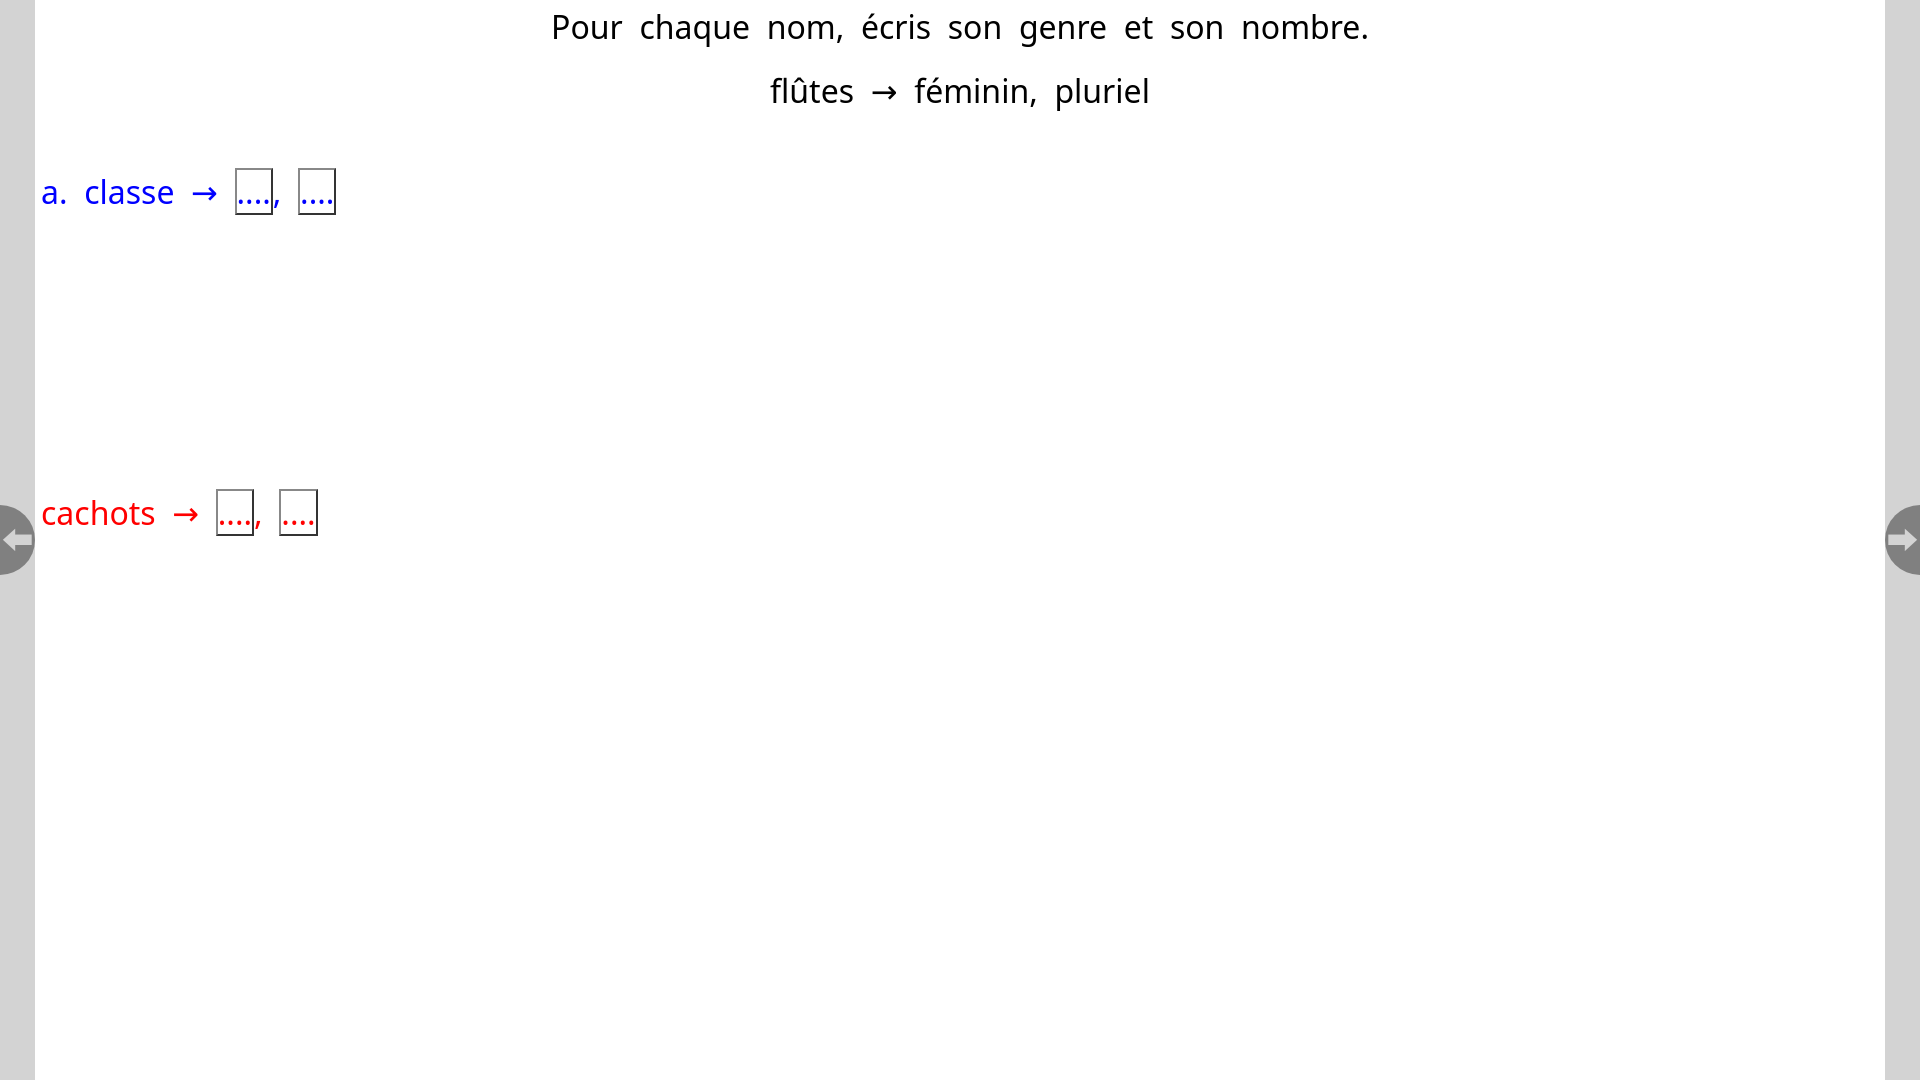 Pour chaque nom, écris son genre et son nombre.
flûtes → féminin, pluriel
a. classe → ...., ....
cachots → ...., ....